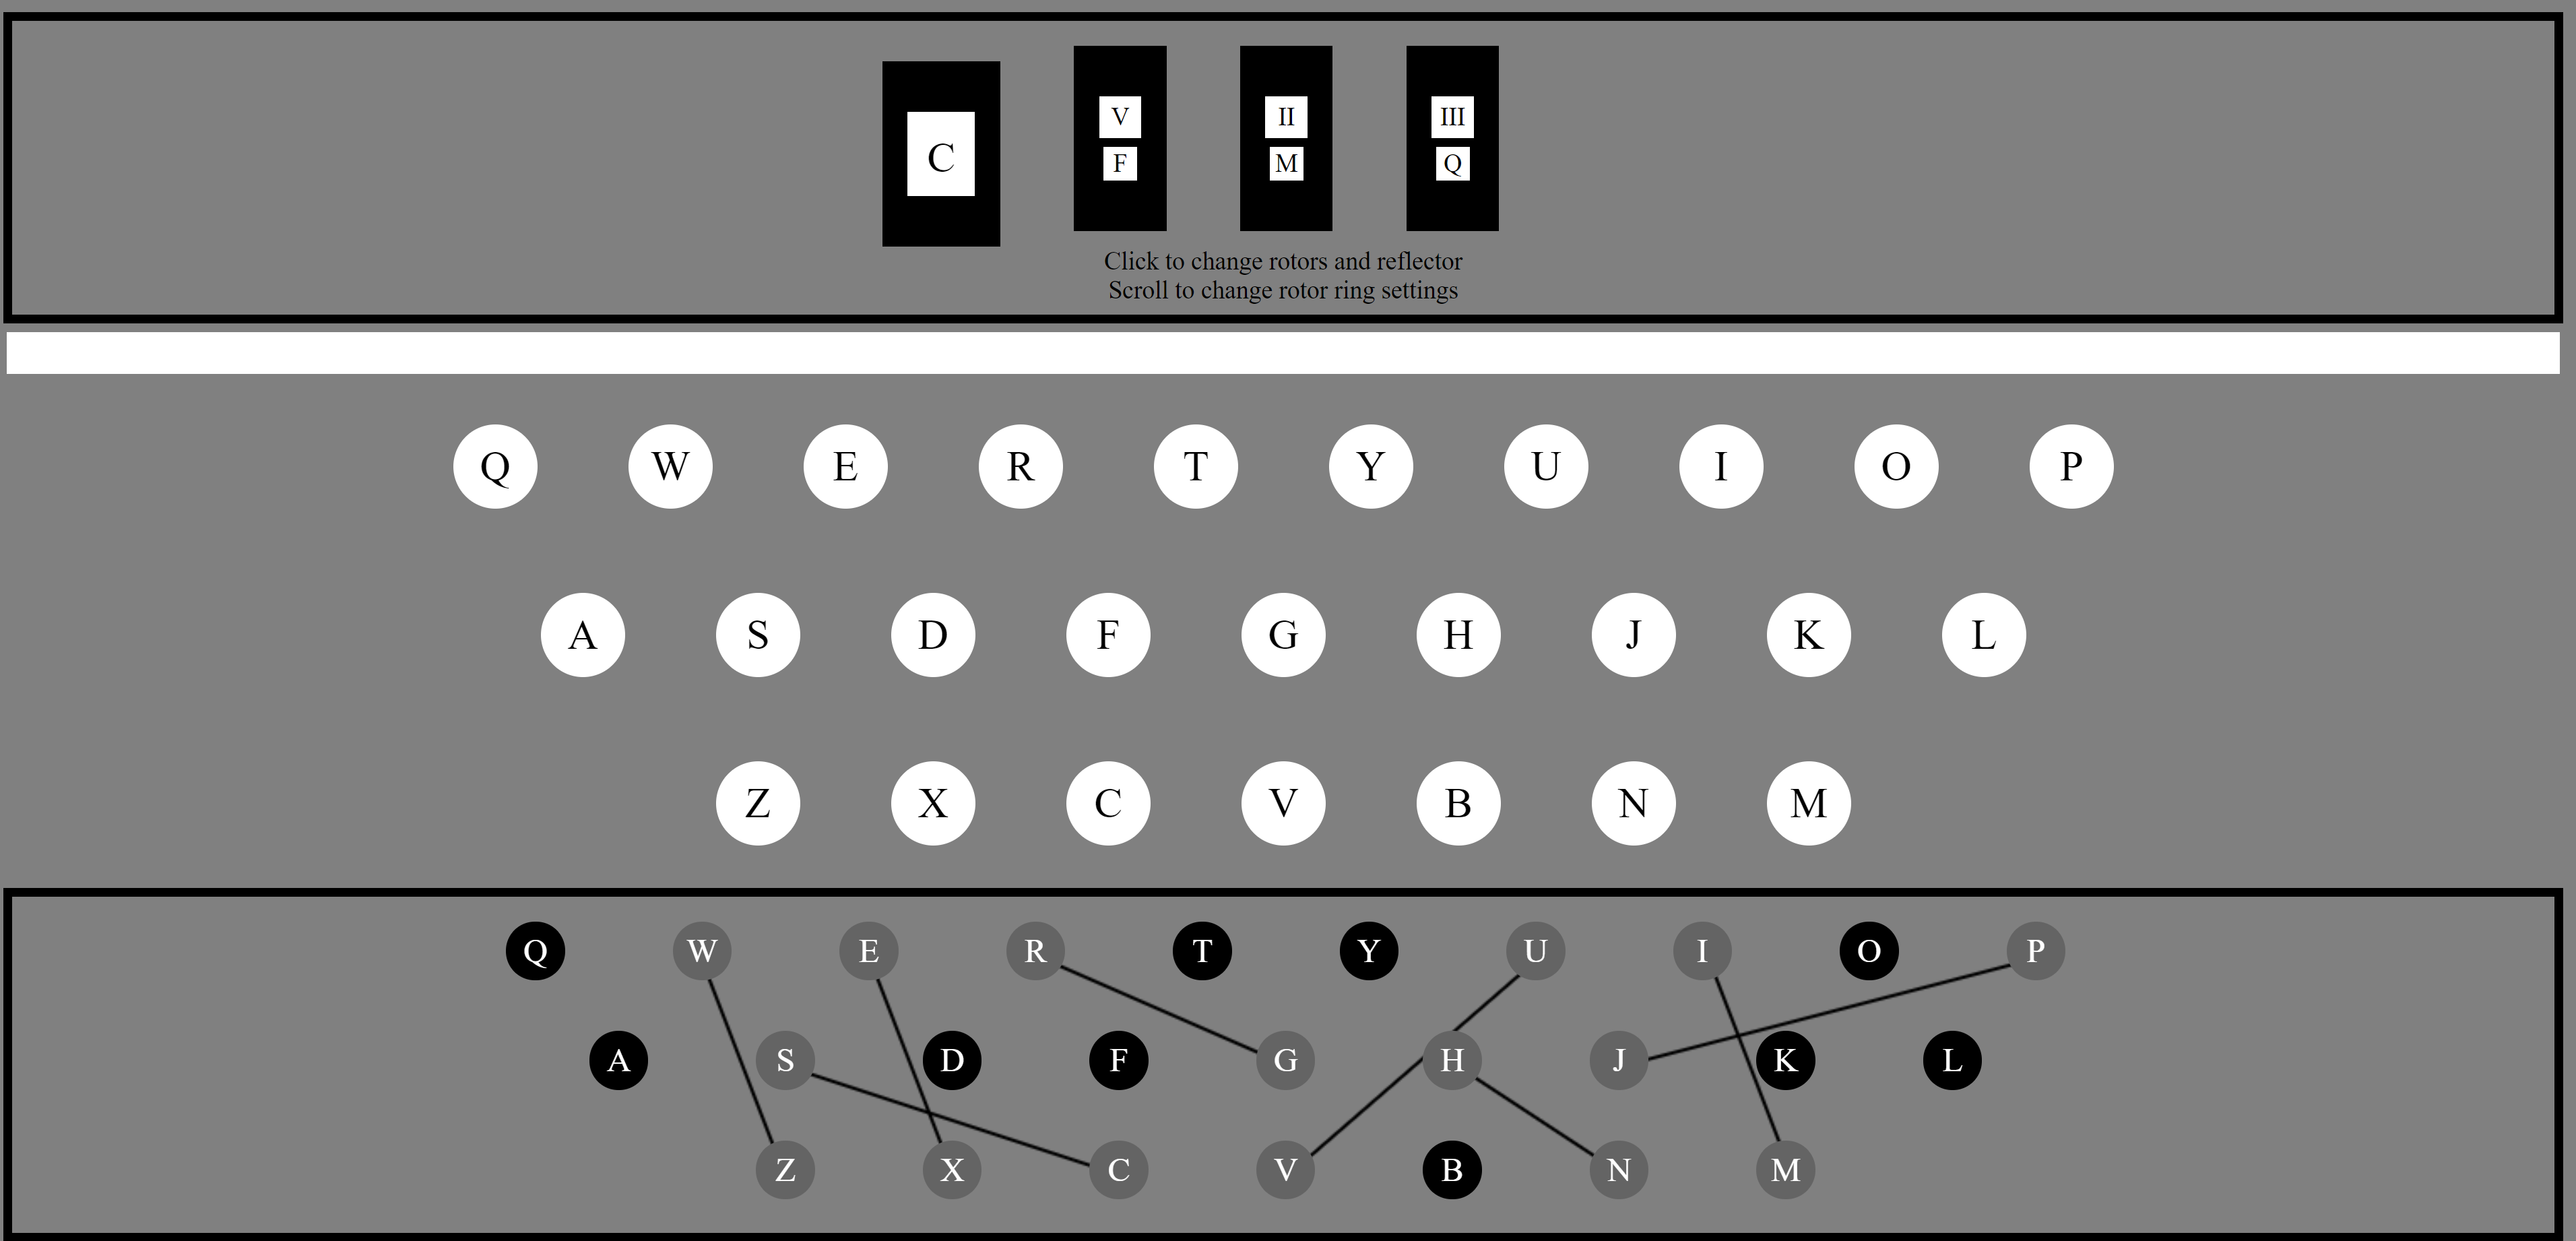 C
V II III
F M Q
Click to change rotors and reflector
Scroll to change rotor ring settings
Q W E R T Y U I O P
A S D F G H J K L
Z X C V B N M
Q W E R T Y U I O P
A S D F G H J K L
Z X C V B N M